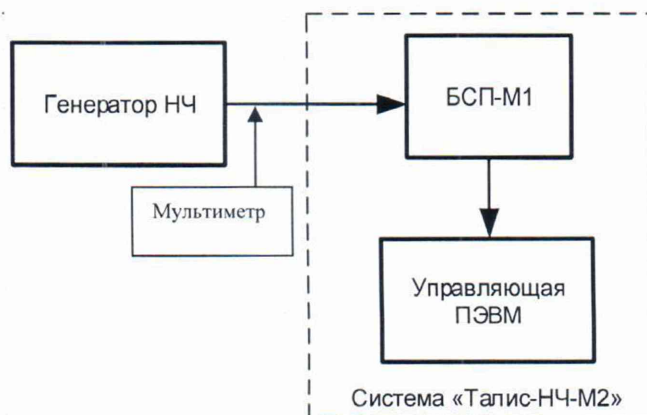 Генератор НЧ
БСП-М1
Мультиметр
Управляющая
ПЭВМ
Система «Талис-НЧ-М2»